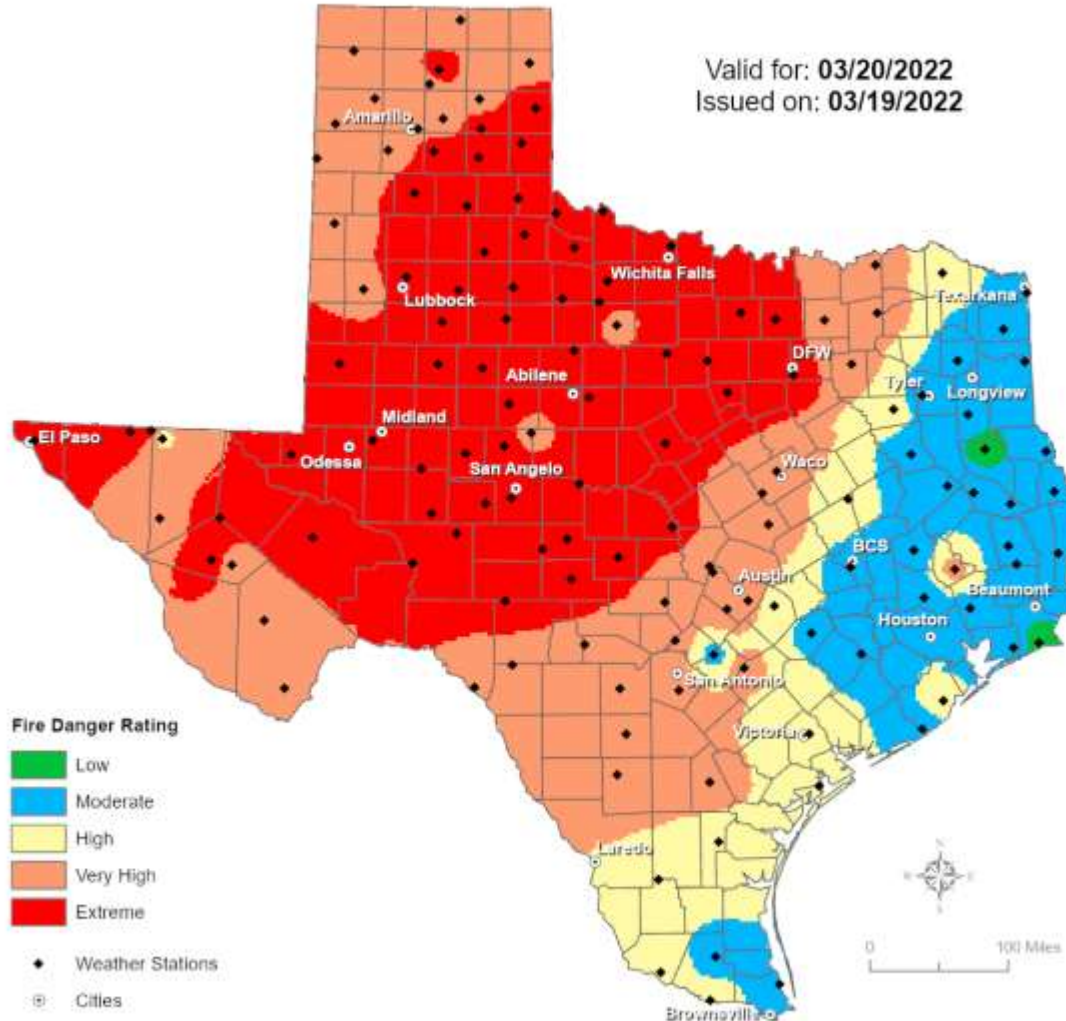 Valid for: 03/20/2022
Issued on: 03/19/2022
Amarillo
Wichita Falls
Lubbock
Texarkana
DFW
Abilene
Tyler
Longview
Midland
El Paso
Odessa
San Angelo
Waco
BCS
Austin
Beaumont
Houston
San Antonio
Victoria
Laredo
Brownsville
Fire Danger Rating
Low
Moderate
High
Very High
Extreme
Weather Stations
Cities
N
W E
S
0 100 Miles